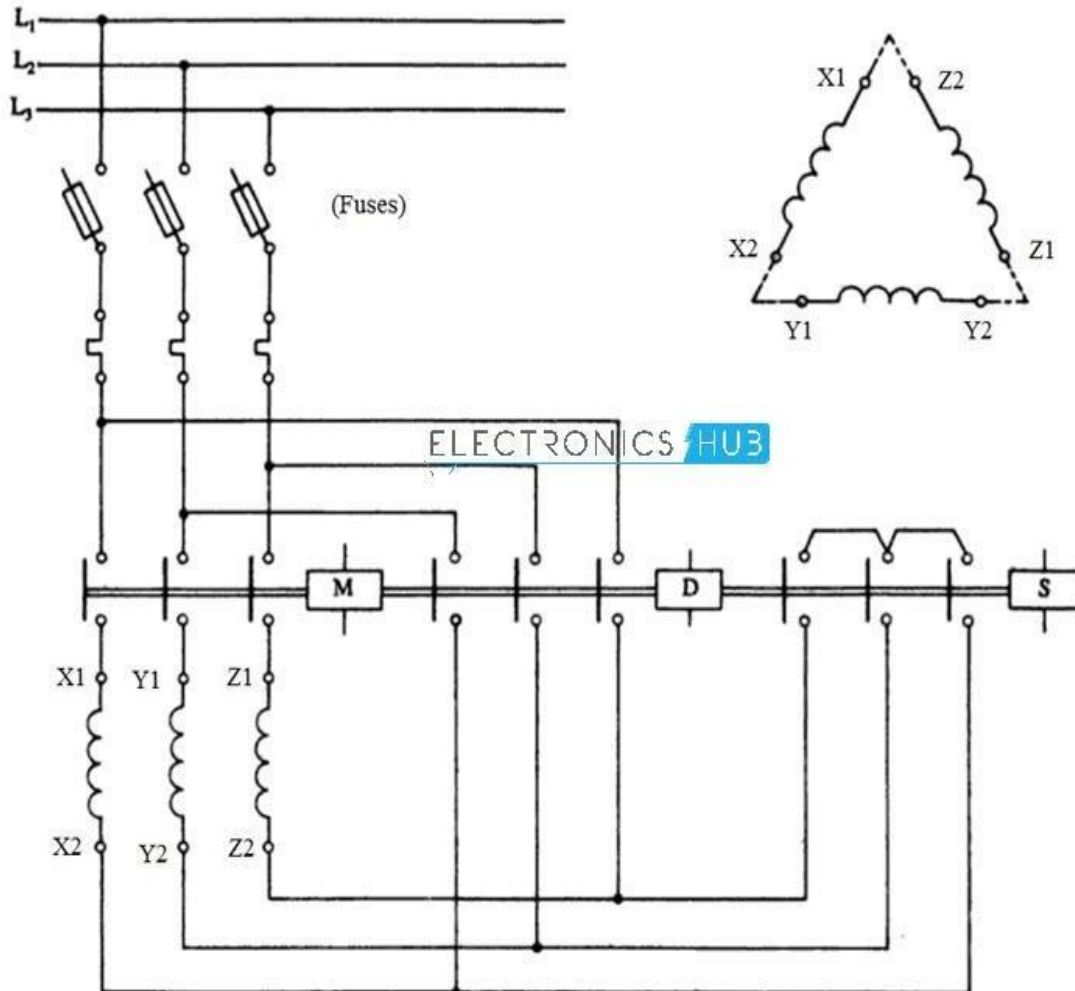 L1
L2
L3
(Fuses)
X1 Z2
X2 Z1
Y1 Y2
ELECTRONICS HUB
M D S
X1 Y1 Z1
X2 Y2 Z2